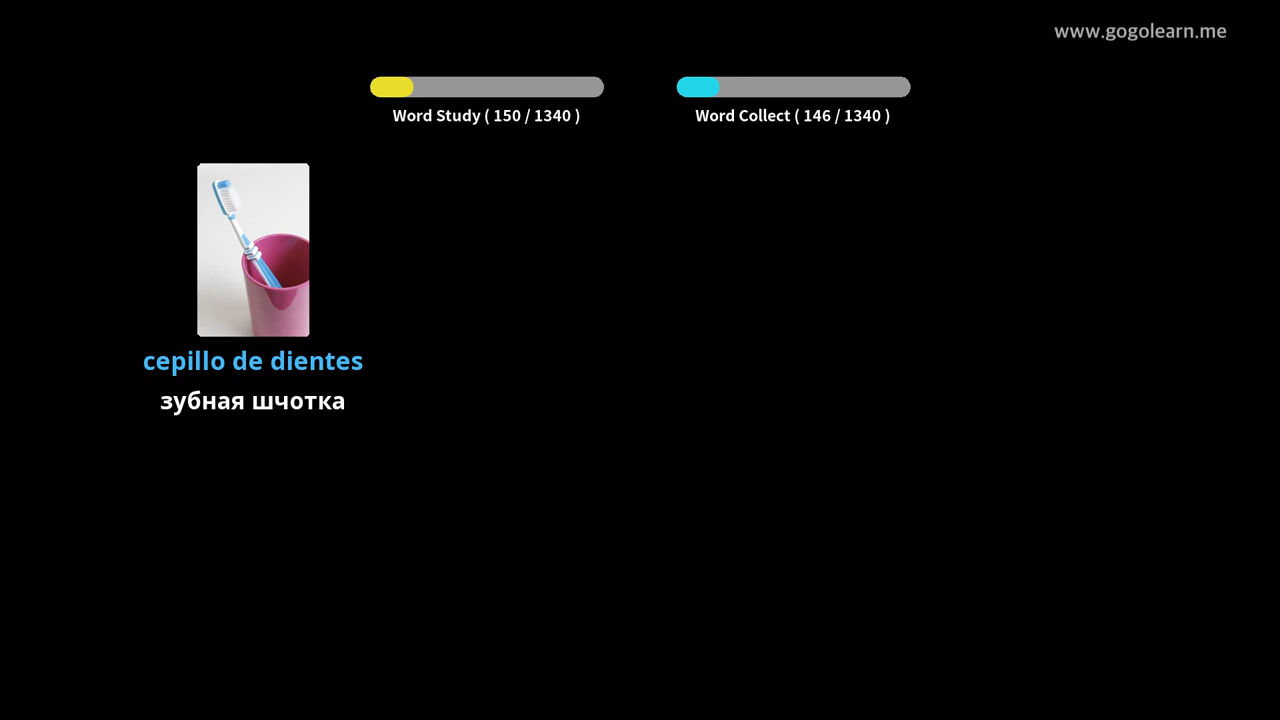 www.gogolearn.me
Word Study ( 150 / 1340 )
Word Collect ( 146 / 1340 )
cepillo de dientes
зубная шчотка